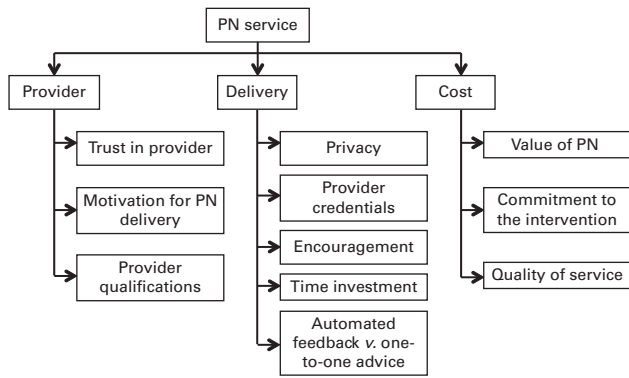 PN service
Provider
Delivery
Cost
Trust in provider
Motivation for PN
delivery
Provider
qualifications
Privacy
Provider
credentials
Encouragement
Time investment
Automated
feedback v. one-
to-one advice
Value of PN
Commitment to
the intervention
Quality of service